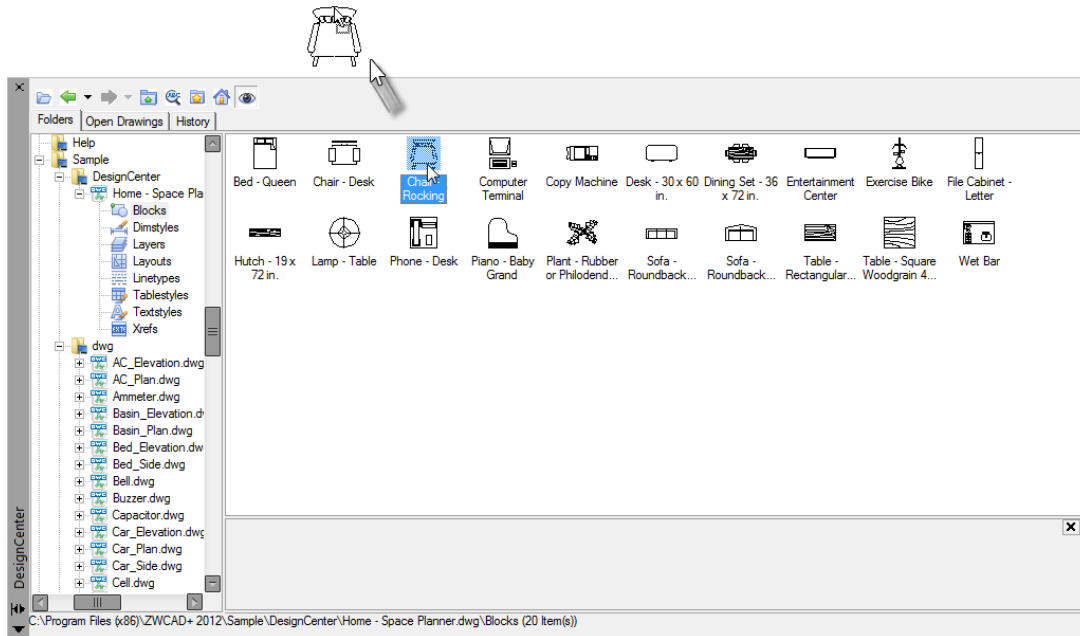 Folders Open Drawings History
Help
Sample
DesignCenter
Home - Space Pla
Blocks
Dimstyles
Layers
Layouts
Linetypes
Tablestyles
Textstyles
Xrefs
dwg
AC_Elevation.dwg
AC_Plan.dwg
Ammeter.dwg
Basin_Elevation.d
Basin_Plan.dwg
Bed_Elevation.dw
Bed_Side.dwg
Bell.dwg
Buzzer.dwg
Capacitor.dwg
Car_Elevation.dwg
Car_Plan.dwg
Car_Side.dwg
Cell.dwg
Bed - Queen
Chair - Desk
Chair -
Rocking
Computer
Terminal
Copy Machine
Desk - 30 x 60
in.
Dining Set - 36
x 72 in.
Entertainment
Center
Exercise Bike
File Cabinet -
Letter
Hutch - 19 x
72 in.
Lamp - Table
Phone - Desk
Piano - Baby
Grand
Plant - Rubber
or Philodend...
Sofa -
Roundback...
Sofa -
Roundback...
Table -
Rectangular...
Table - Square
Woodgrain 4...
Wet Bar
DesignCenter
C:\Program Files (x86)\ZWCAD+ 2012\Sample\DesignCenter\Home - Space Planner.dwg\Blocks (20 Item(s))